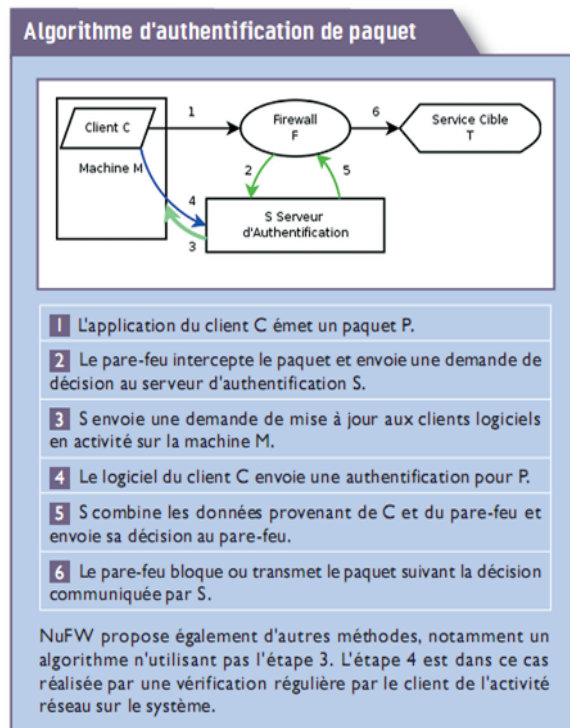 Algorithme d'authentification de paquet
1
6
Client C
Firewall
F
Service Cible
T
Machine M
2
5
4
S Serveur
d'Authentification
3
1 L'application du client C émet un paquet P.
2 Le pare-feu intercepte le paquet et envoie une demande de
décision au serveur d'authentification S.
3 S envoie une demande de mise à jour aux clients logiciels
en activité sur la machine M.
4 Le logiciel du client C envoie une authentification pour P.
5 S combine les données provenant de C et du pare-feu et
envoie sa décision au pare-feu.
6 Le pare-feu bloque ou transmet le paquet suivant la décision
communiquée par S.
NuFW propose également d'autres méthodes, notamment un
algorithme n'utilisant pas l'étape 3. L'étape 4 est dans ce cas
réalisée par une vérification régulière par le client de l'activité
réseau sur le système.